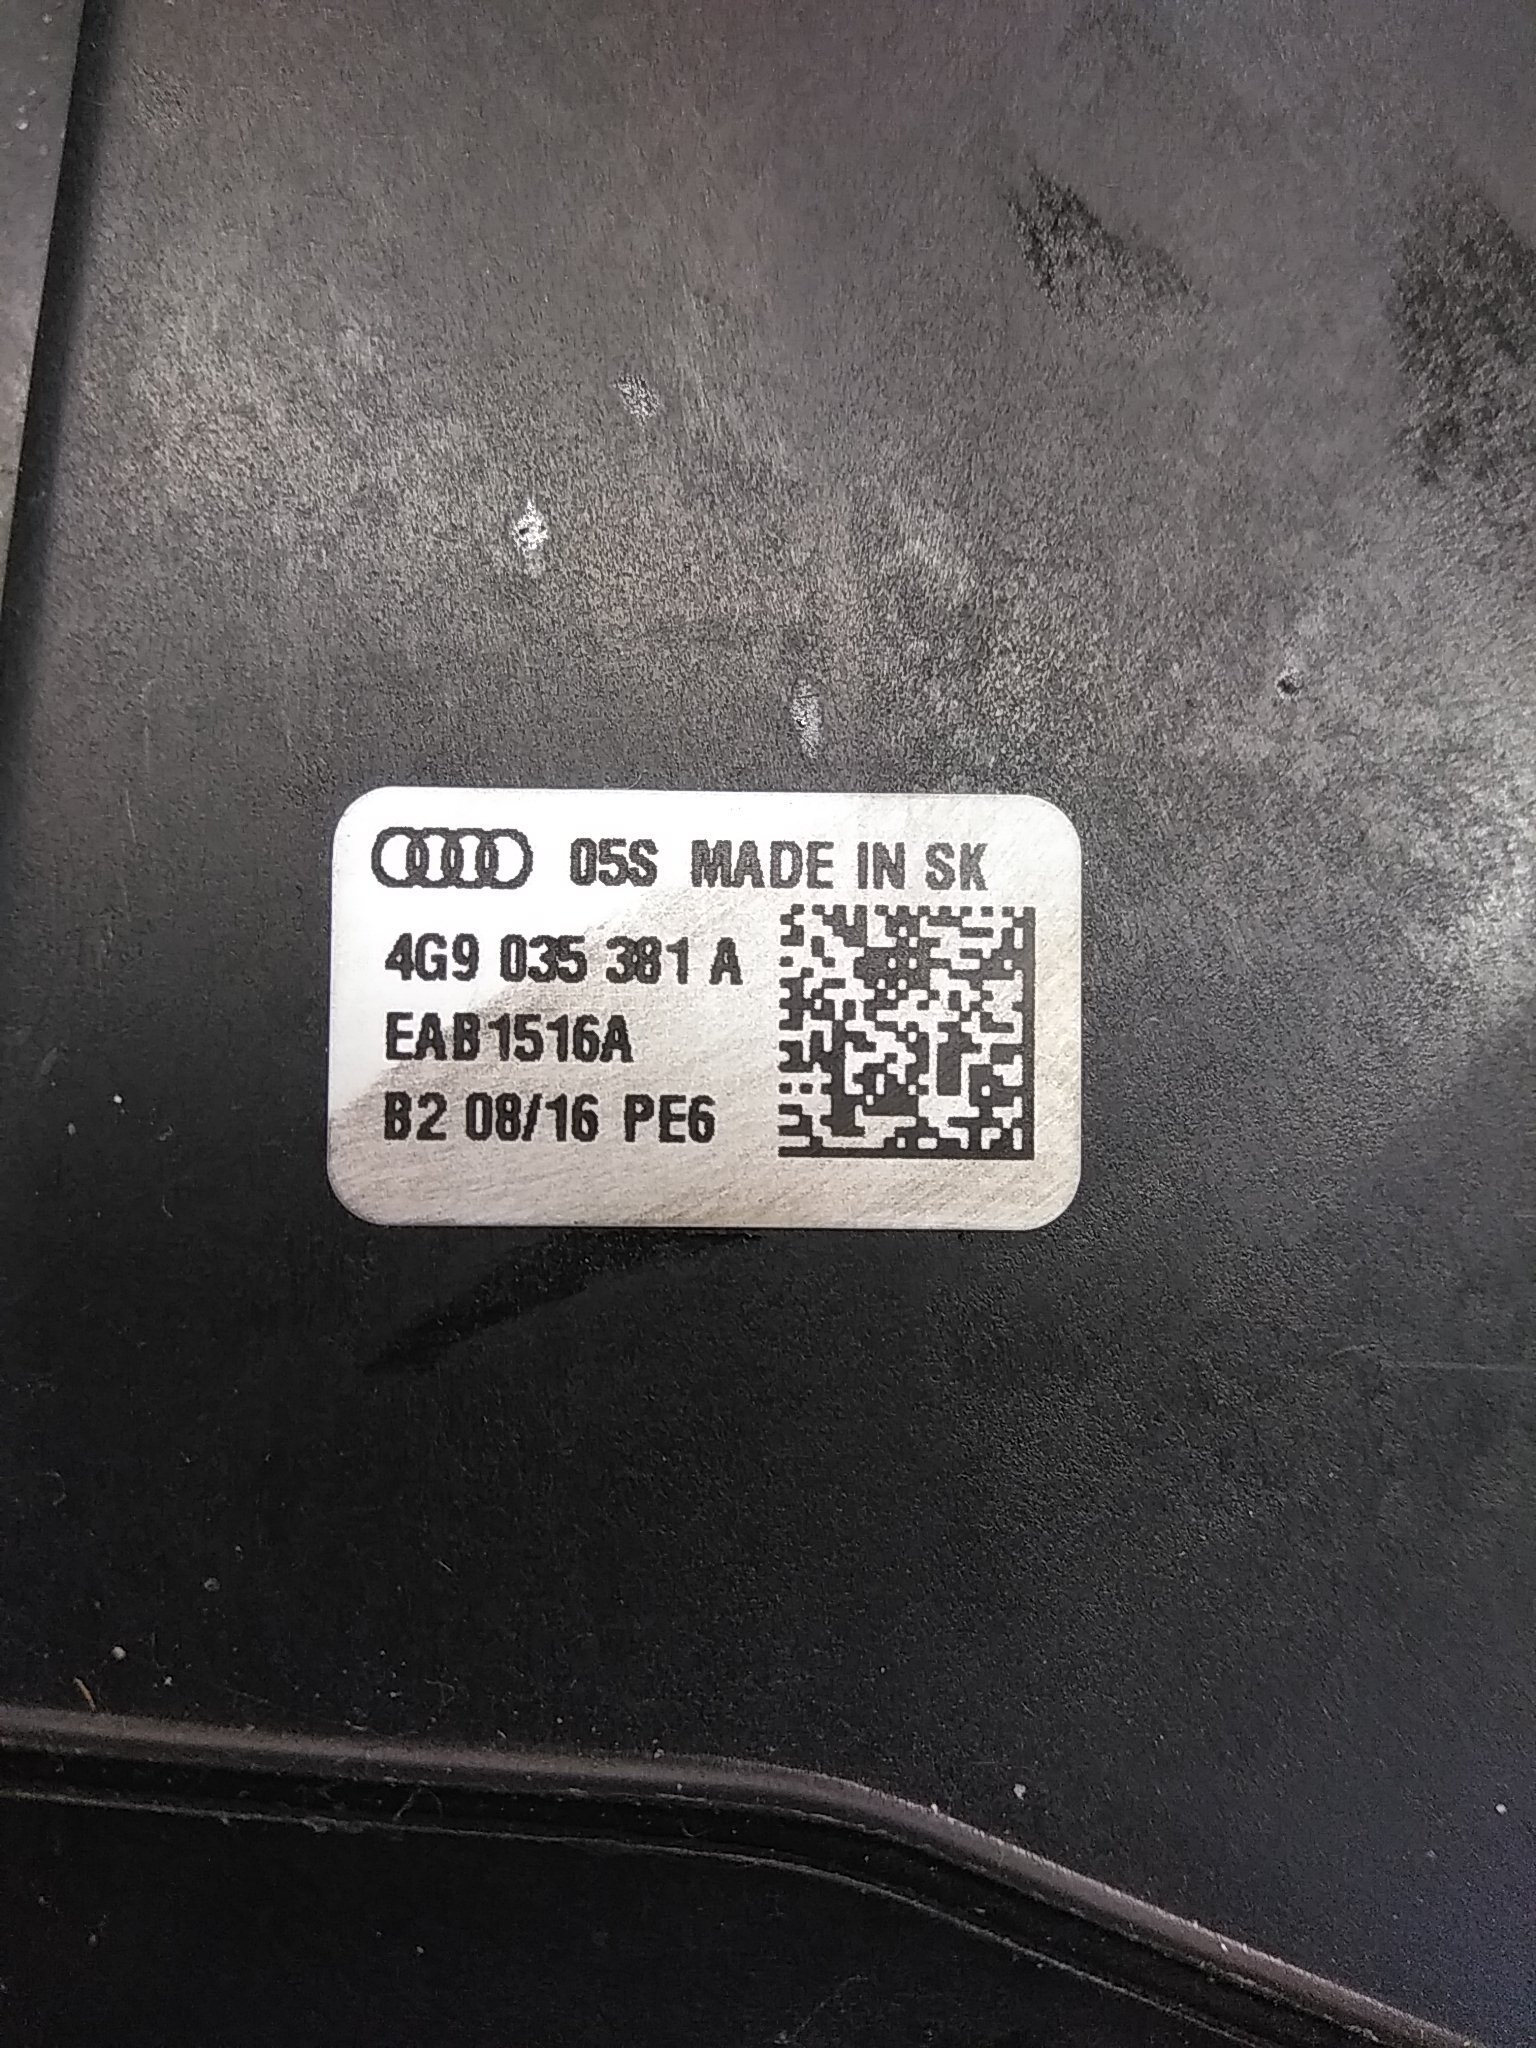 05S MADE IN SK
4G9 035 381 A
EAB1516A
B2 08/16 PE6